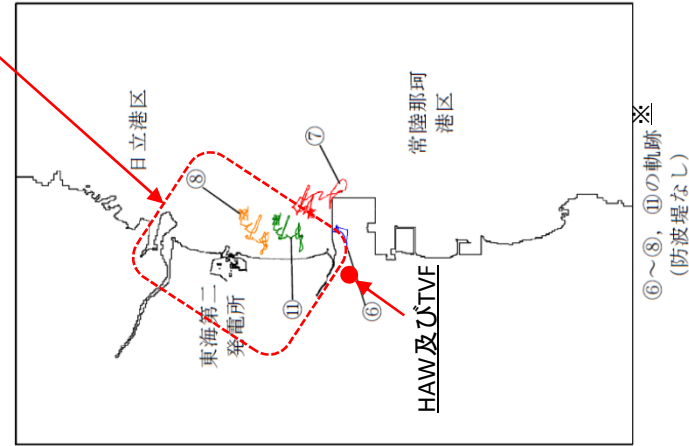 日立港区
常陸那珂
港区
⑧
⑦
東海第二
発電所
⑪
⑥
HAW及びTVF
※
⑥～⑧，⑪の軌跡
(防波堤なし)